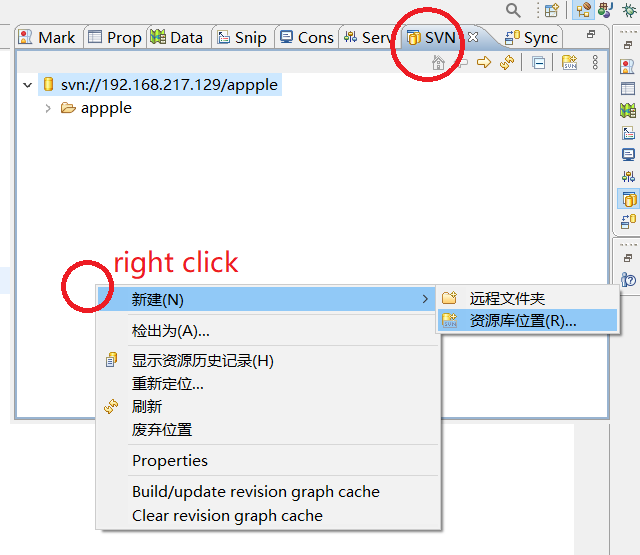 Mark Prop Data Snip Cons Serv SVN Sync
svn://192.168.217.129/appple
appple
right click
新建(N)
远程文件夹
资源库位置(R)...
检出为(A)...
显示资源历史记录(H)
重新定位...
刷新
废弃位置
Properties
Build/update revision graph cache
Clear revision graph cache